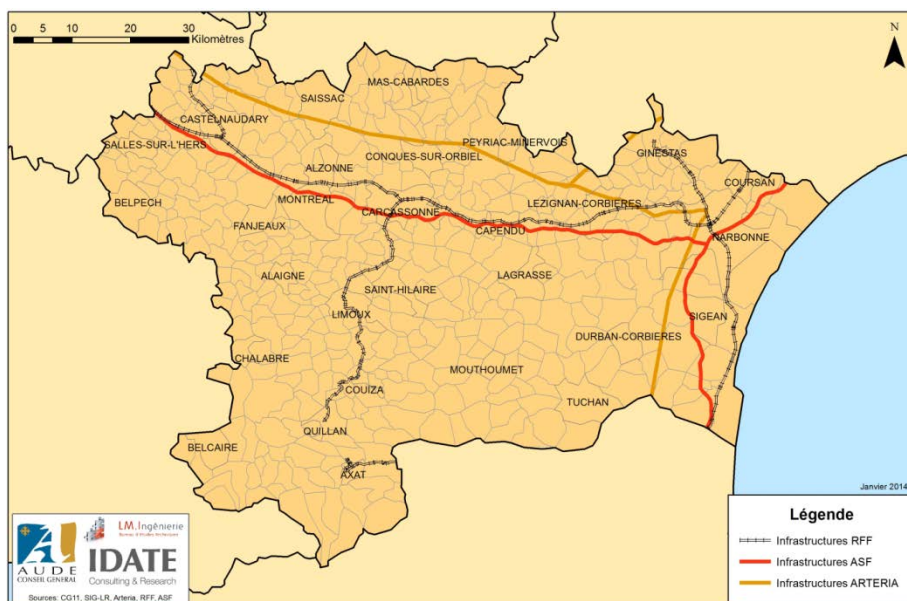 0 5 10 20 30
Kilomètres
N
MAS-CABARDES
SAISSAC
CASTELNAUDARY
PEYRIAC-MINERVOIS
SALLES-SUR-L'HERS
GINESTAS
CONQUES-SUR-ORBIEL
ALZONNE
COURSAN
BELPECH
MONTREAL
LEZIGNAN-CORBIERES
CARCASSONNE
FANJEAUX
CAPENDU
NARBONNE
ALAIGNE
LAGRASSE
SAINT-HILAIRE
LIMOUX
SIGEAN
DURBAN-CORBIERES
CHALABRE
MOUTHOUMET
COUIZA
TUCHAN
QUILLAN
BELCAIRE
AXAT
Janvier 2014
Légende
Infrastructures RFF
Infrastructures ASF
Infrastructures ARTERIA
AUDE
CONSEIL GENERAL
LM.Ingénierie
IDATE
Consulting & Research
Sources: CG11, SIG-LR, Arteria, RFF, ASF